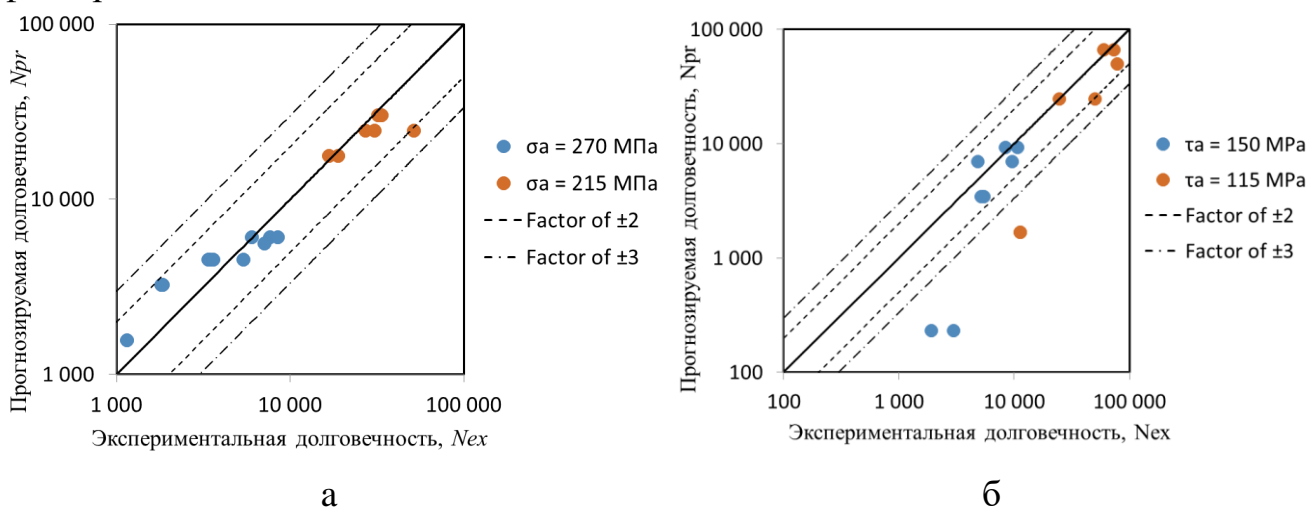 100 000
10 000
1 000
1 000 10 000 100 000
Прогнозируемая долговечность, Npr
Экспериментальная долговечность, Nex
σa = 270 МПа
σa = 215 МПа
Factor of ±2
Factor of ±3
а
100 000
10 000
1 000
100
100 1 000 10 000 100 000
Прогнозируемая долговечность, Npr
Экспериментальная долговечность, Nex
τa = 150 MPa
τa = 115 MPa
Factor of ±2
Factor of ±3
б